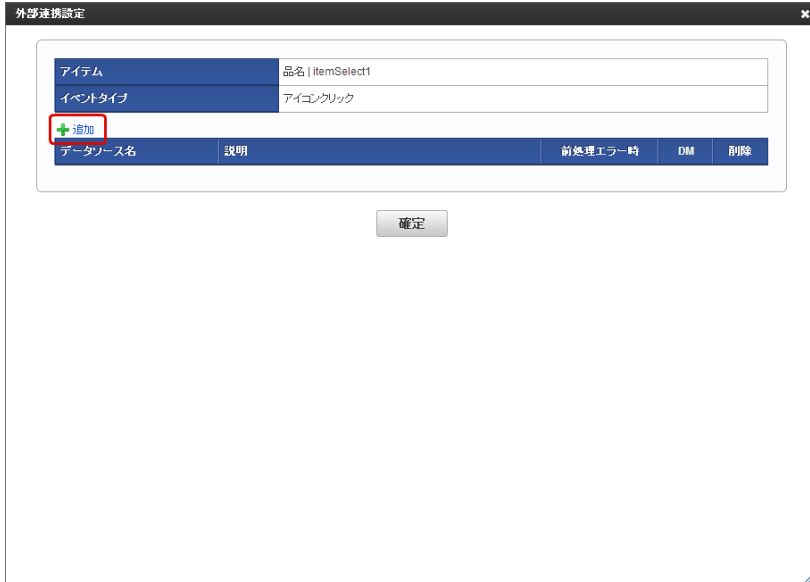 外部連携設定
アイテム 品名 | itemSelect1
イベントタイプ アイコンクリック
追加
データソース名 説明 前処理エラー時 DM 削除
確定